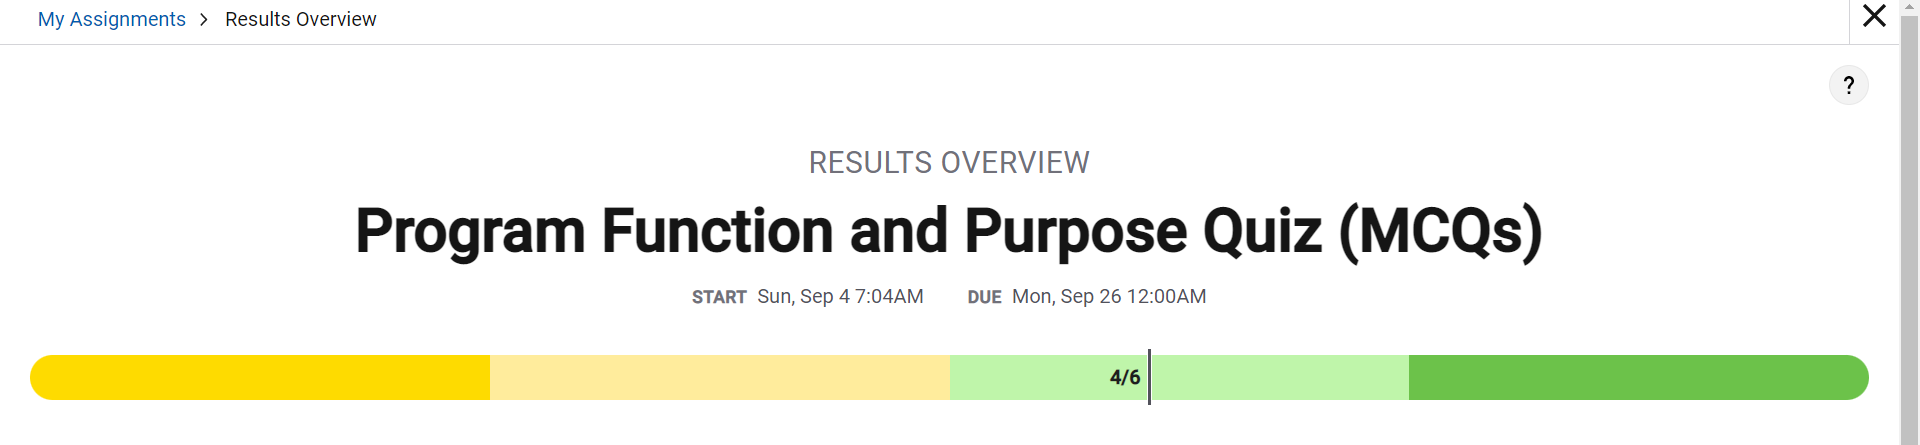 My Assignments > Results Overview
?
RESULTS OVERVIEW
Program Function and Purpose Quiz (MCQs)
START Sun, Sep 4 7:04AM DUE Mon, Sep 26 12:00AM
4/6